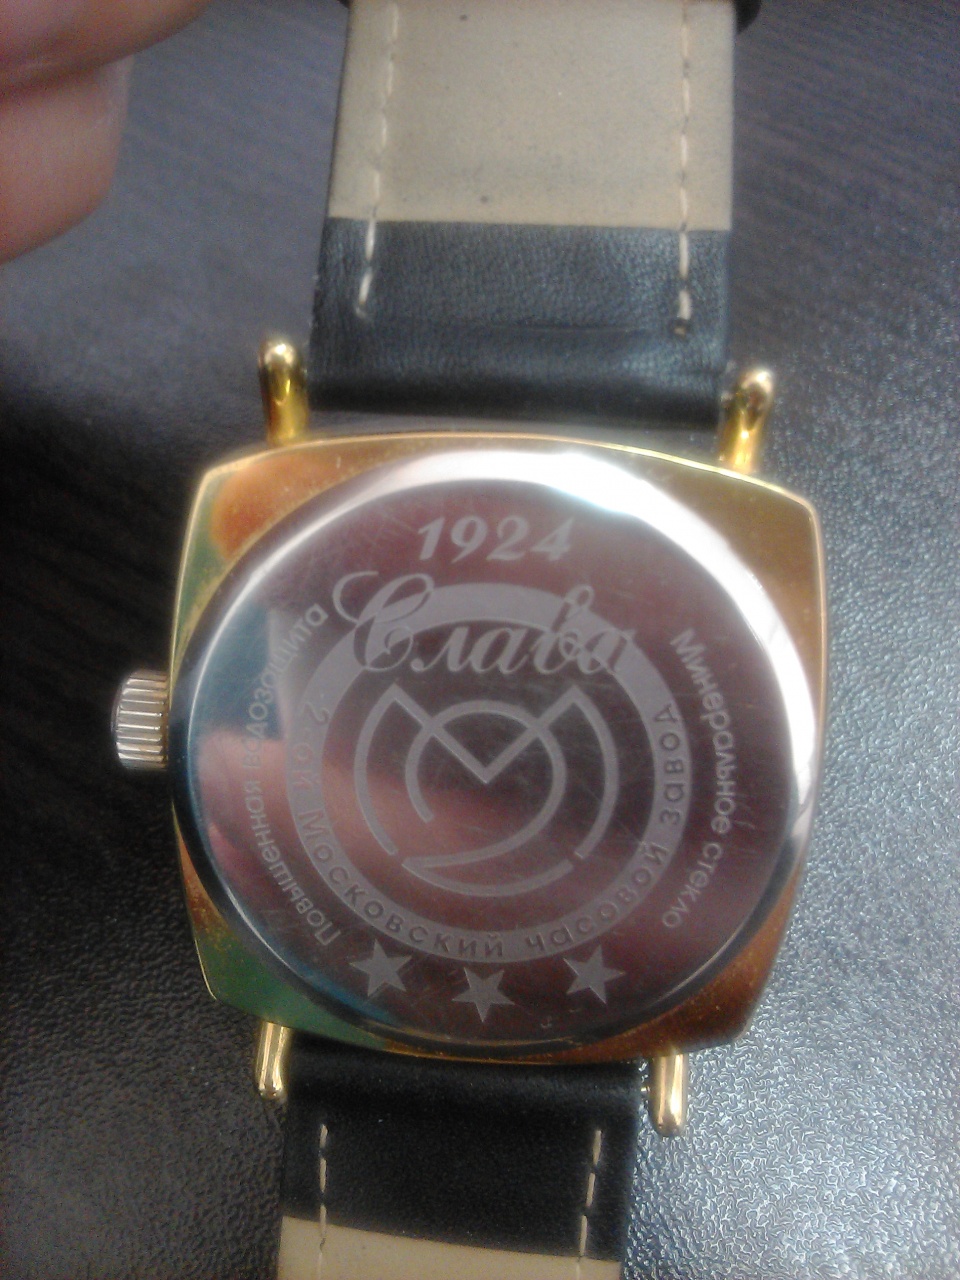 1924
Слава
Повышенная водозащита
Минеральное стекло
2-ой Московский часовой завод